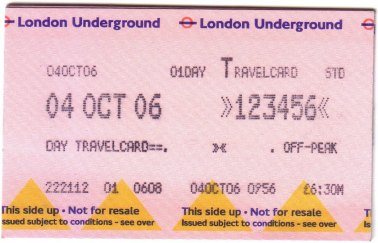 London Underground London Underground
04OCT06 01DAY TRAVELCARD STD
04 OCT 06 »123456«
DAY TRAVELCARD==. . OFF-PEAK
222112 01 0608 04OCT06 0956 £6:30M
This side up • Not for resale This side up • Not for resale
Issued subject to conditions - see over Issued subject to conditions - see over